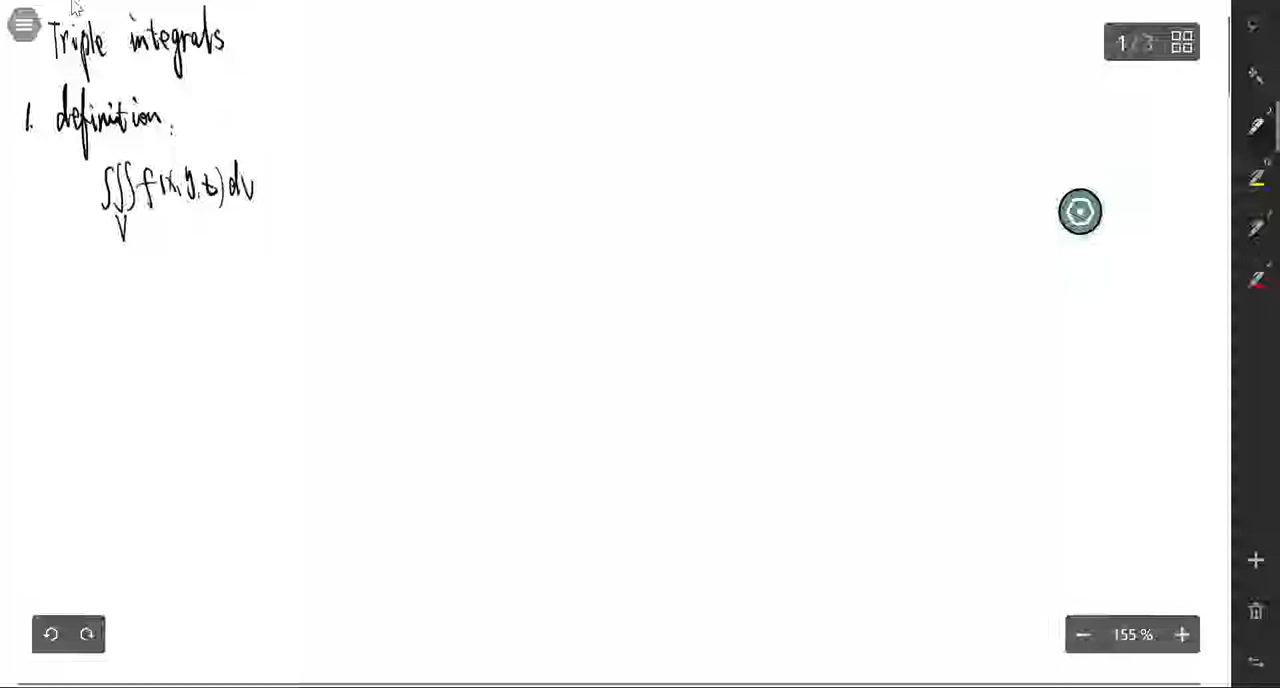 Triple integrals
1 / 3
1. definition.
∫∫∫ f(x, y, z) dv
V
155 %